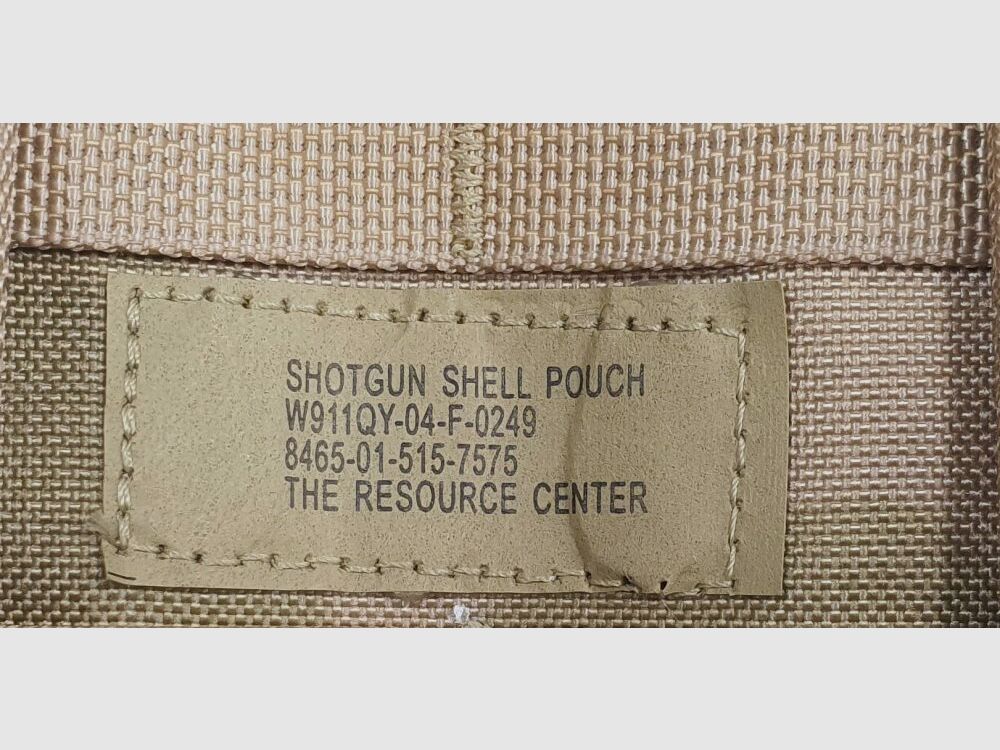 SHOTGUN SHELL POUCH
W911QY-04-F-0249
8465-01-515-7575
THE RESOURCE CENTER